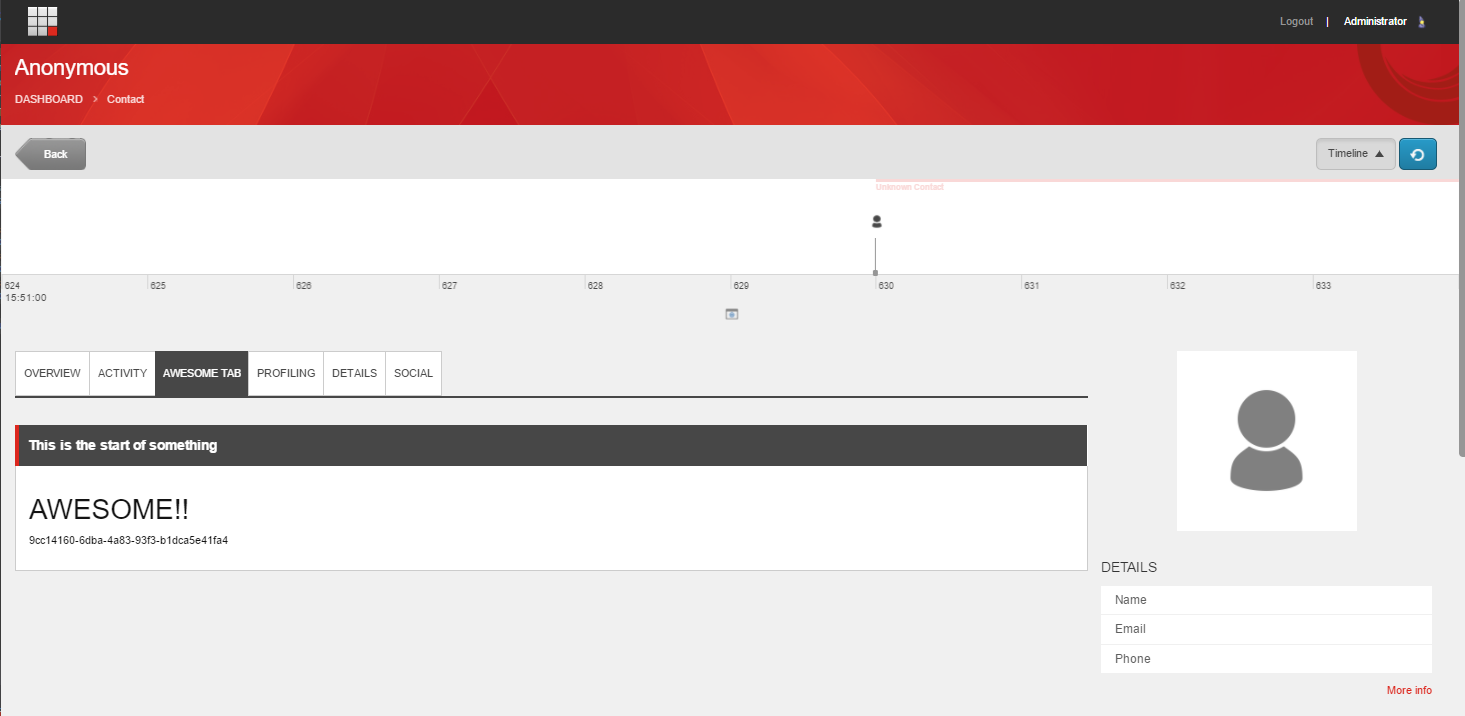 Logout | Administrator
Anonymous
DASHBOARD > Contact
Back
Timeline
Unknown Contact
624 625 626 627 628 629 630 631 632 633
15:51:00
OVERVIEW ACTIVITY AWESOME TAB PROFILING DETAILS SOCIAL
This is the start of something
AWESOME!!
9cc14160-6dba-4a83-93f3-b1dca5e41fa4
DETAILS
Name
Email
Phone
More info